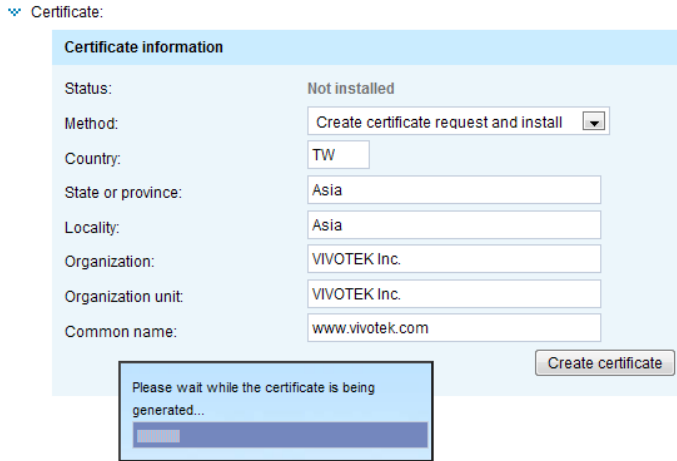 Certificate:
Certificate information
Status: Not installed
Method: Create certificate request and install
Country: TW
State or province: Asia
Locality: Asia
Organization: VIVOTEK Inc.
Organization unit: VIVOTEK Inc.
Common name: www.vivotek.com
Create certificate
Please wait while the certificate is being
generated...